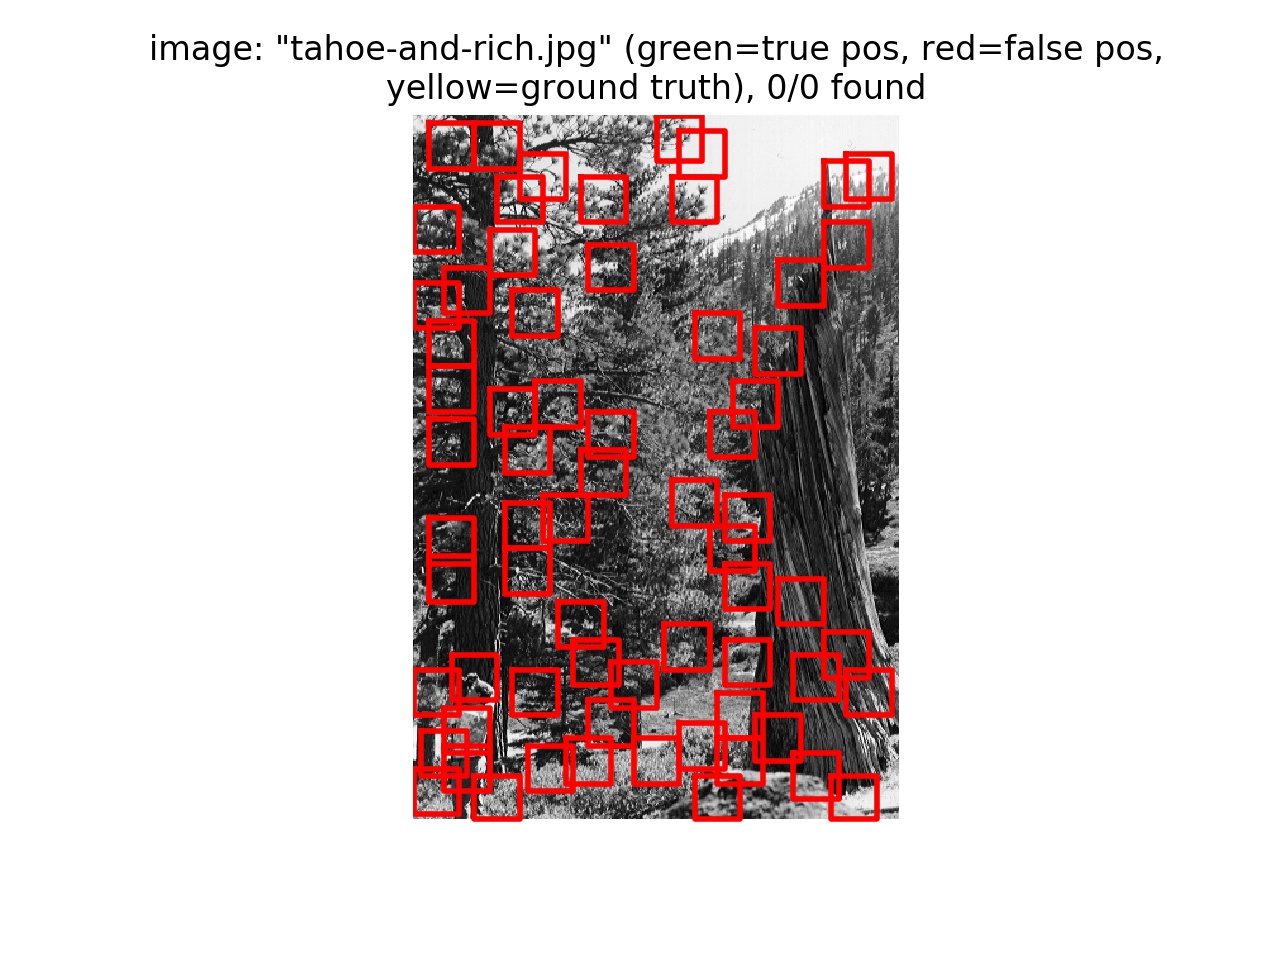 image: "tahoe-and-rich.jpg" (green=true pos, red=false pos,
yellow=ground truth), 0/0 found